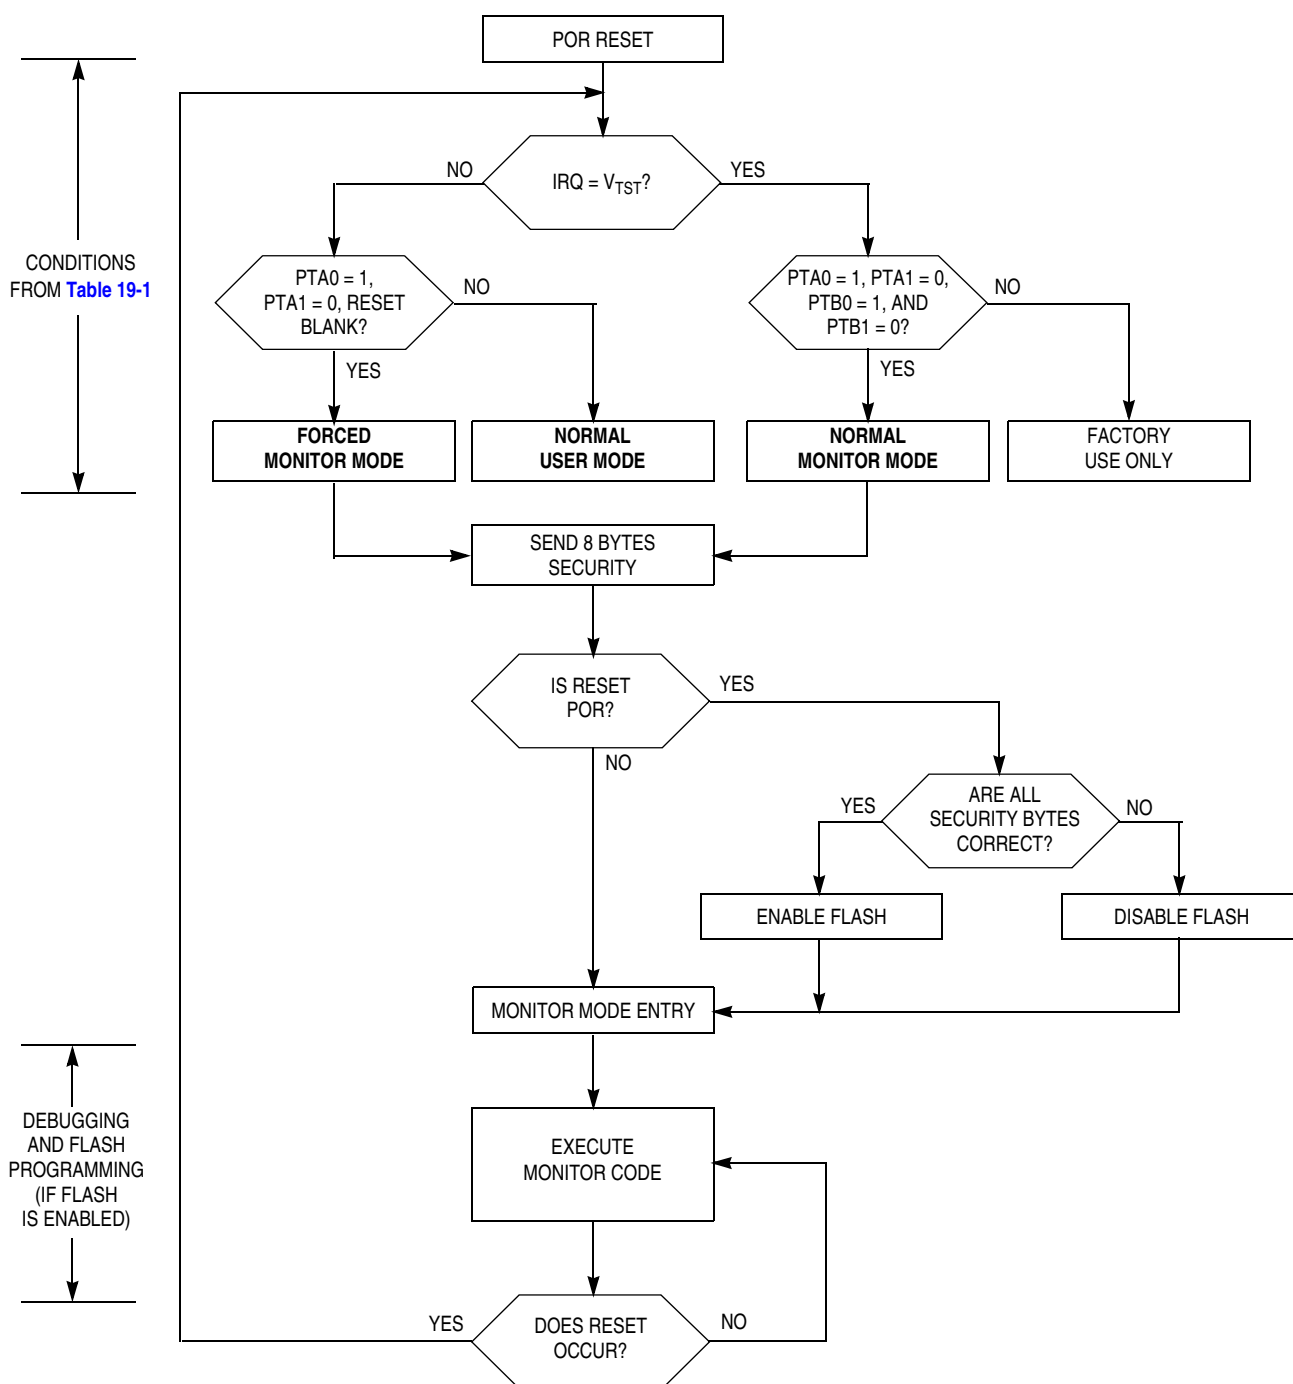 POR RESET
NO
IRQ = VTST?
YES
CONDITIONS
FROM Table 19-1
PTA0 = 1,
PTA1 = 0, RESET
BLANK?
NO
YES
PTA0 = 1, PTA1 = 0,
PTB0 = 1, AND
PTB1 = 0?
NO
YES
FORCED
MONITOR MODE
NORMAL
USER MODE
NORMAL
MONITOR MODE
FACTORY
USE ONLY
SEND 8 BYTES
SECURITY
IS RESET
POR?
YES
NO
YES
ARE ALL
SECURITY BYTES
CORRECT?
NO
ENABLE FLASH
DISABLE FLASH
MONITOR MODE ENTRY
DEBUGGING
AND FLASH
PROGRAMMING
(IF FLASH
IS ENABLED)
EXECUTE
MONITOR CODE
YES
DOES RESET
OCCUR?
NO